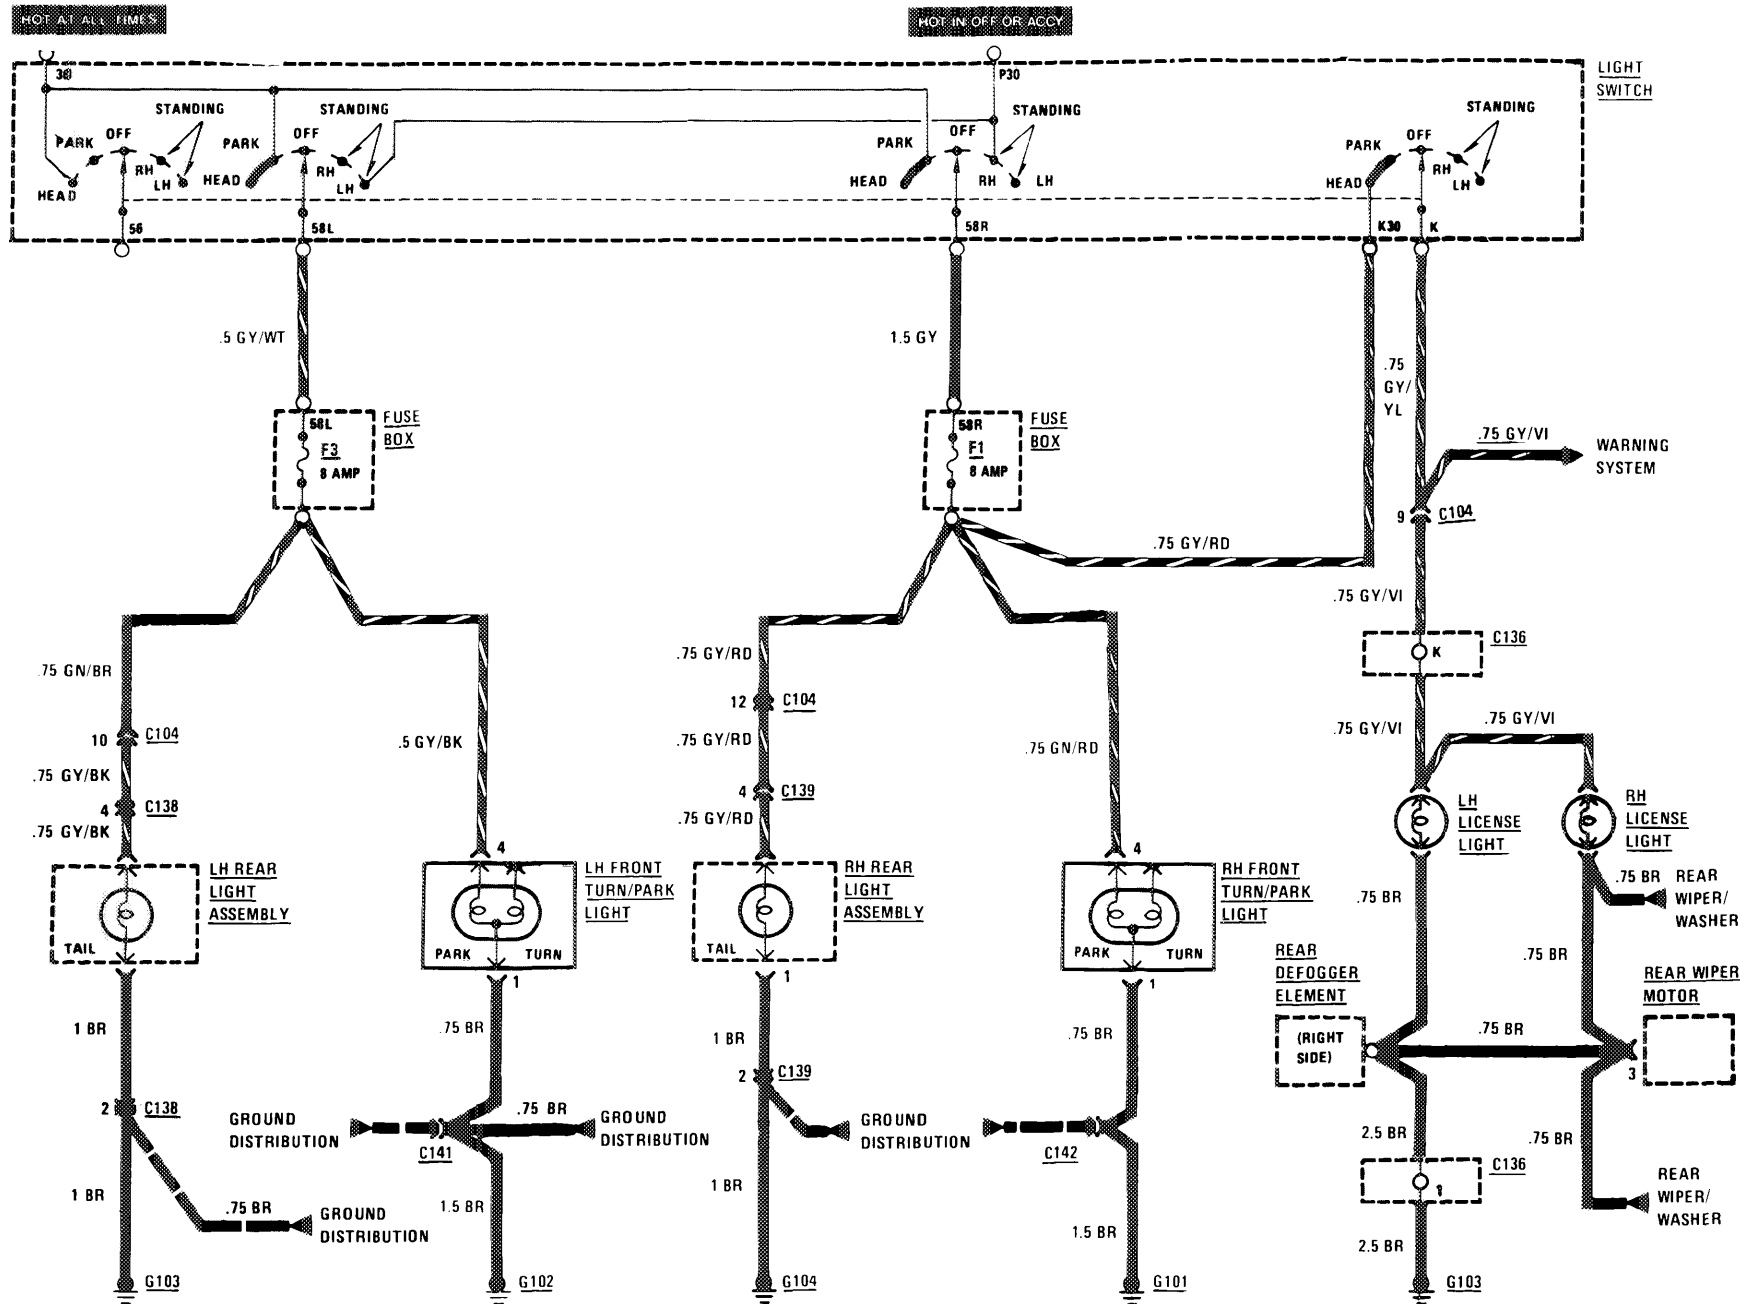 HOT AT ALL TIMES
HOT IN OFF OR ACCY
30
P30
LIGHT
SWITCH
STANDING
STANDING
STANDING
STANDING
PARK
OFF
RH
LH
HEAD
PARK
OFF
RH
LH
HEAD
PARK
OFF
RH
LH
HEAD
PARK
OFF
RH
LH
HEAD
56
58L
58R
K30
K
.5 GY/WT
1.5 GY
.75
GY/
YL
58L
F3
8 AMP
FUSE
BOX
58R
F1
8 AMP
FUSE
BOX
.75 GY/VI
WARNING
SYSTEM
9
C104
.75 GY/RD
.75 GY/VI
K
C136
.75 GN/BR
10
C104
.75 GY/BK
4
C138
.75 GY/BK
.5 GY/BK
4
.75 GY/RD
12
C104
.75 GY/RD
4
C139
.75 GY/RD
.75 GN/RD
4
.75 GY/VI
.75 GY/VI
LH
LICENSE
LIGHT
RH
LICENSE
LIGHT
LH REAR
LIGHT
ASSEMBLY
TAIL
LH FRONT
TURN/PARK
LIGHT
PARK
TURN
RH REAR
LIGHT
ASSEMBLY
TAIL
RH FRONT
TURN/PARK
LIGHT
PARK
TURN
.75 BR
.75 BR
REAR
WIPER/
WASHER
1
1
1
1 BR
.75 BR
1 BR
.75 BR
REAR
DEFOGGER
ELEMENT
(RIGHT
SIDE)
.75 BR
REAR WIPER
MOTOR
.75 BR
3
2
C138
GROUND
DISTRIBUTION
C141
.75 BR
GROUND
DISTRIBUTION
2
C139
GROUND
DISTRIBUTION
C142
2.5 BR
.75 BR
C136
1
REAR
WIPER/
WASHER
1 BR
.75 BR
GROUND
DISTRIBUTION
1.5 BR
1 BR
1.5 BR
2.5 BR
G103
G102
G104
G101
G103